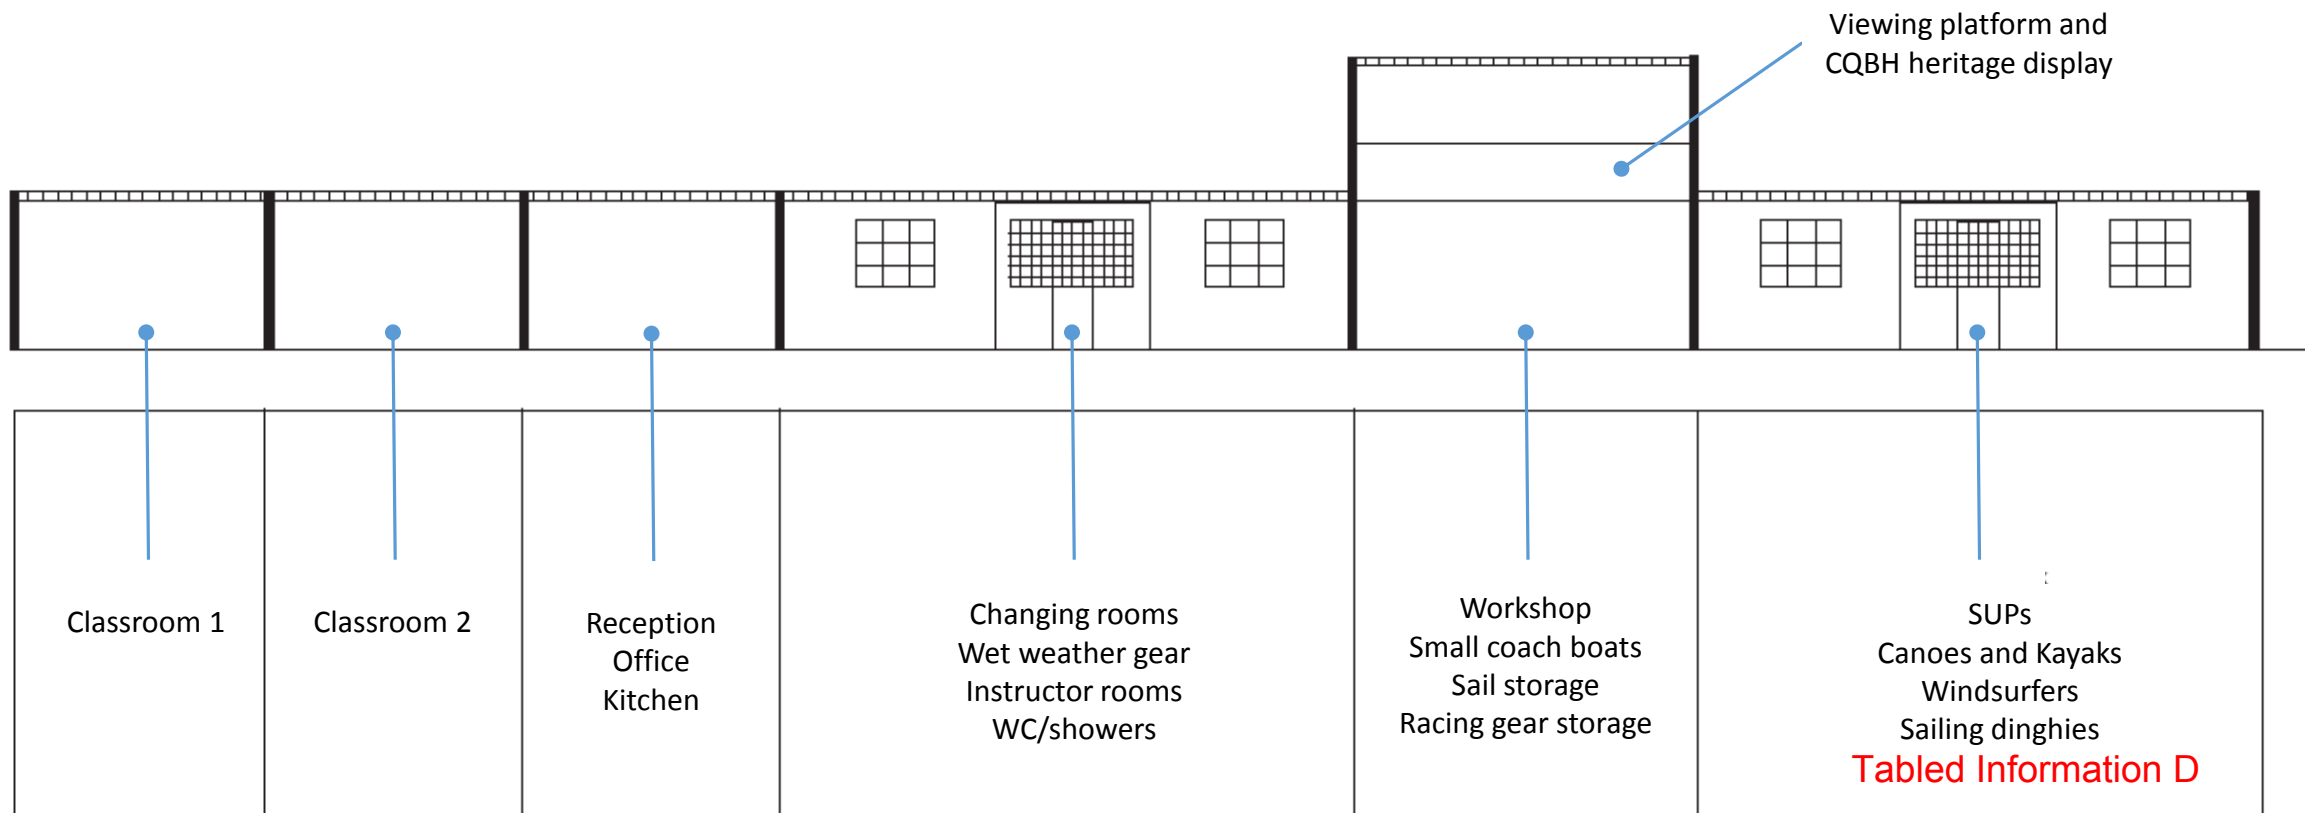 Viewing platform and
CQBH heritage display
Classroom 1
Classroom 2
Reception
Office
Kitchen
Changing rooms
Wet weather gear
Instructor rooms
WC/showers
Workshop
Small coach boats
Sail storage
Racing gear storage
SUPs
Canoes and Kayaks
Windsurfers
Sailing dinghies
Tabled Information D